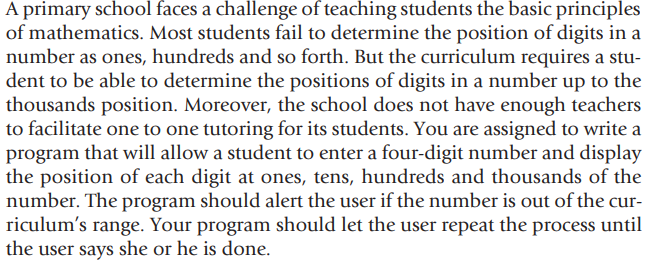 A primary school faces a challenge of teaching students the basic principles
of mathematics. Most students fail to determine the position of digits in a
number as ones, hundreds and so forth. But the curriculum requires a stu-
dent to be able to determine the positions of digits in a number up to the
thousands position. Moreover, the school does not have enough teachers
to facilitate one to one tutoring for its students. You are assigned to write a
program that will allow a student to enter a four-digit number and display
the position of each digit at ones, tens, hundreds and thousands of the
number. The program should alert the user if the number is out of the cur-
riculum’s range. Your program should let the user repeat the process until
the user says she or he is done.